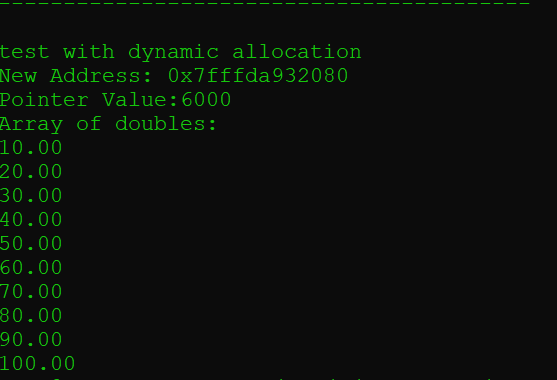 test with dynamic allocation
New Address: 0x7fffda932080
Pointer Value:6000
Array of doubles:
10.00
20.00
30.00
40.00
50.00
60.00
70.00
80.00
90.00
100.00